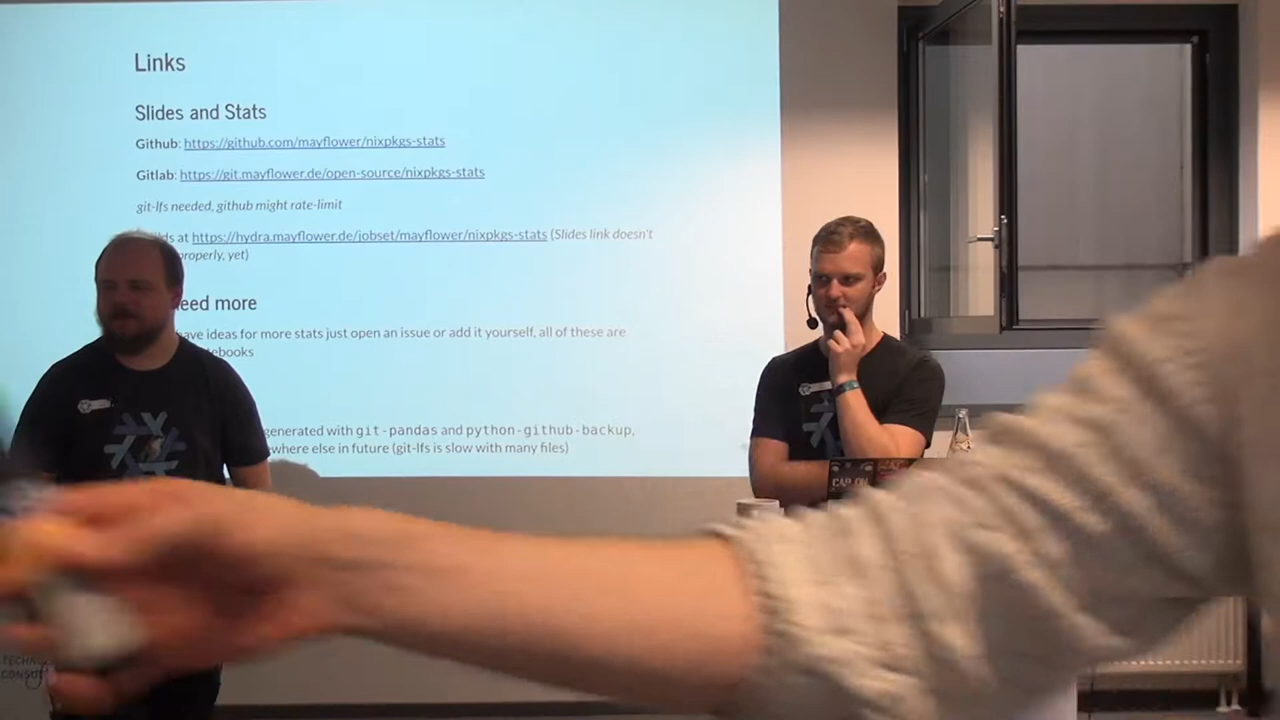 Links
Slides and Stats
Github: https://github.com/mayflower/nixpkgs-stats
Gitlab: https://git.mayflower.de/open-source/nixpkgs-stats
git-lfs needed, github might rate-limit
ds at https://hydra.mayflower.de/jobset/mayflower/nixpkgs-stats (Slides link doesn't
properly, yet)
eed more
have ideas for more stats just open an issue or add it yourself, all of these are
tebooks
generated with git-pandas and python-github-backup,
where else in future (git-lfs is slow with many files)